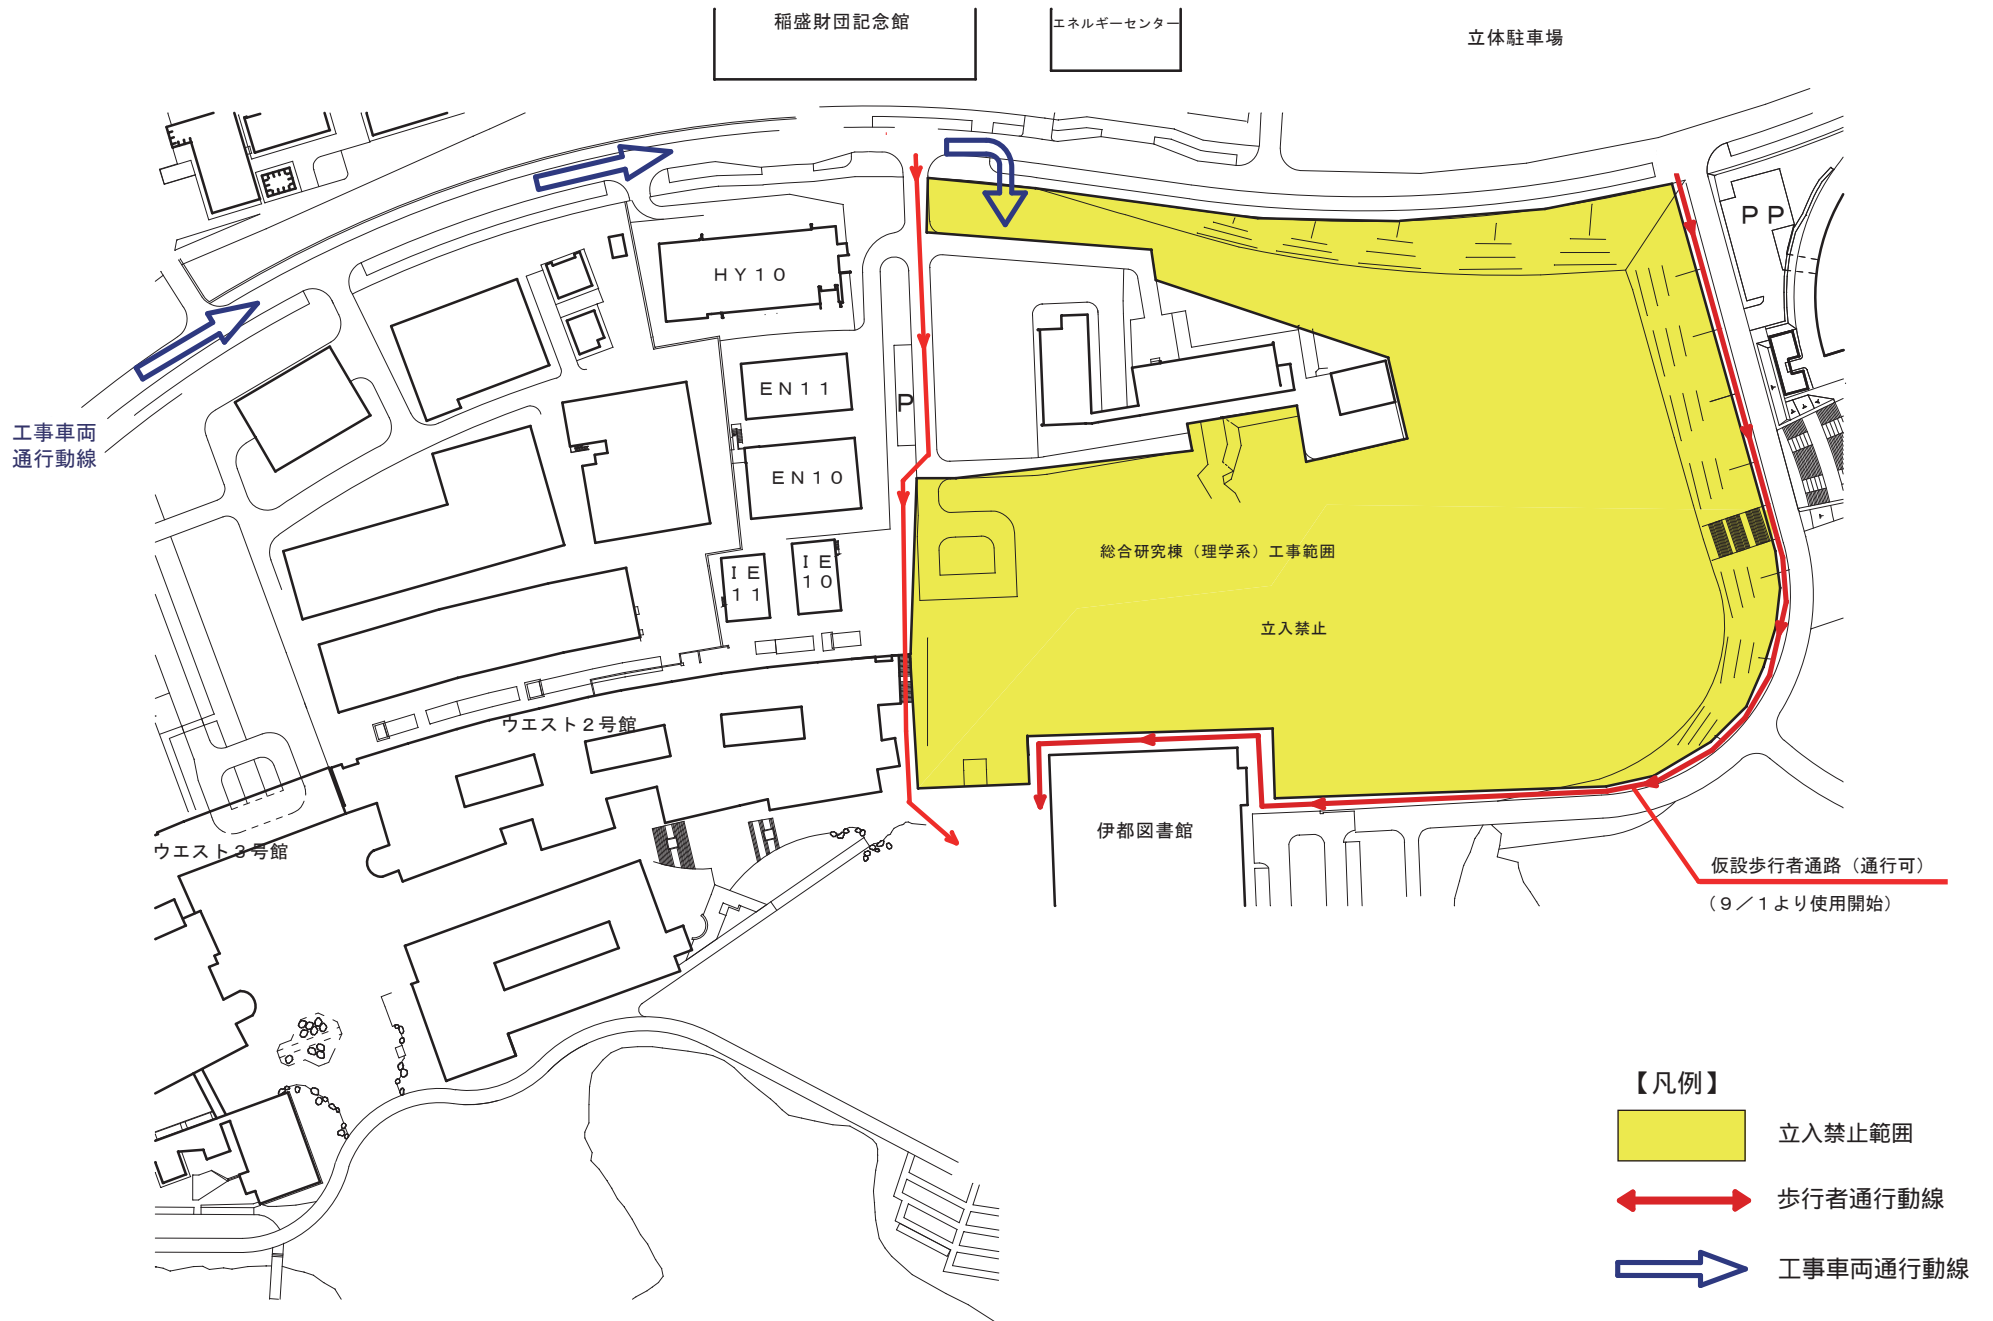 稲盛財団記念館
エネルギーセンター
立体駐車場
ＰＰ
ＨＹ１０
ＥＮ１１
Ｐ
工事車両
通行動線
ＥＮ１０
総合研究棟（理学系）工事範囲
ＩＥ
１１
ＩＥ
１０
立入禁止
ウエスト２号館
伊都図書館
ウエスト３号館
仮設歩行者通路（通行可）
（９／１より使用開始）
【凡例】
立入禁止範囲
歩行者通行動線
工事車両通行動線